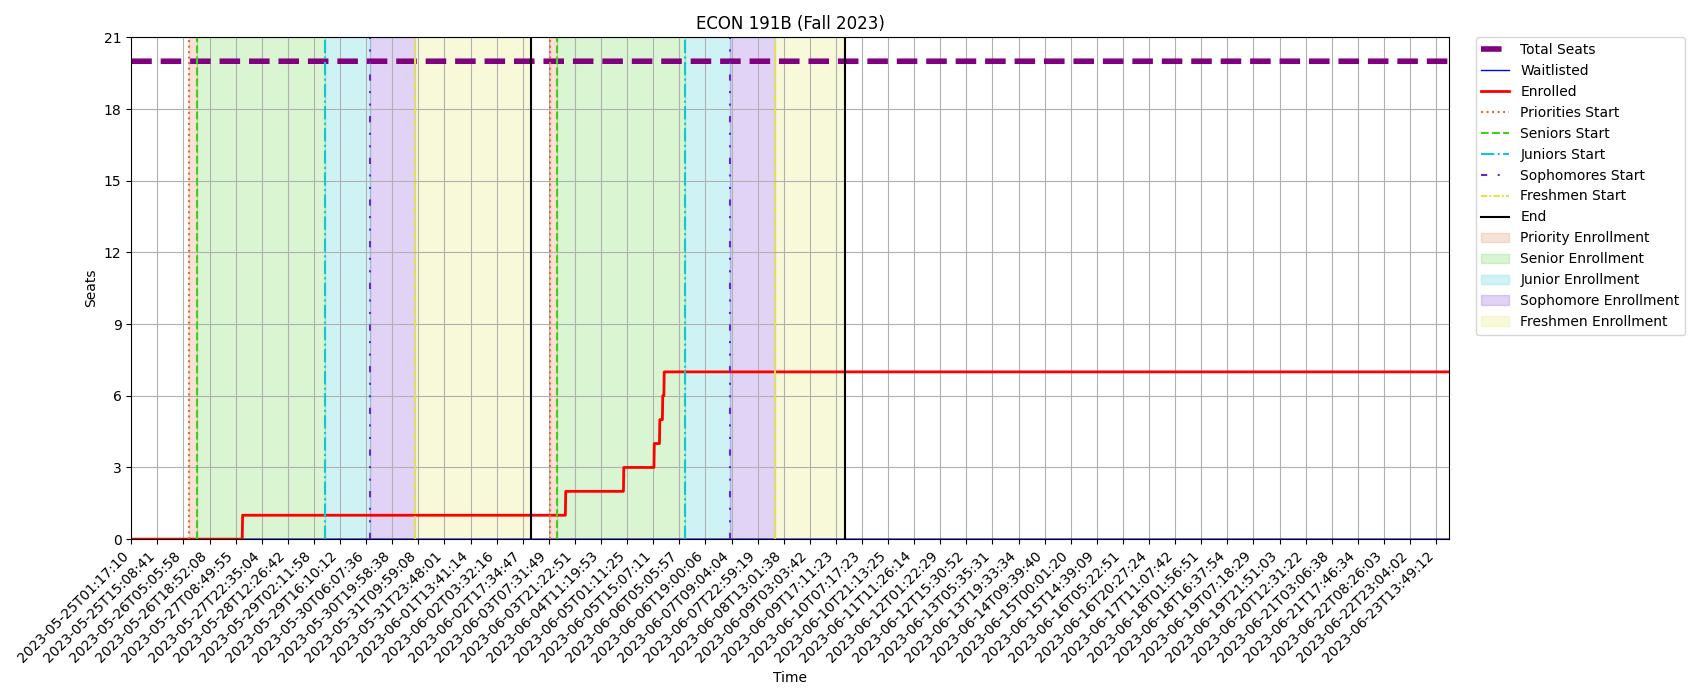 ECON 191B (Fall 2023)
21
18
15
12
9
6
3
0
Seats
2023-05-25T01:17:10
2023-05-25T15:08:41
2023-05-26T05:05:58
2023-05-26T18:52:08
2023-05-27T08:49:55
2023-05-27T22:35:04
2023-05-28T12:26:42
2023-05-29T02:11:58
2023-05-29T16:10:12
2023-05-30T06:07:36
2023-05-30T19:58:38
2023-05-31T09:59:08
2023-05-31T23:48:01
2023-06-01T13:41:14
2023-06-02T03:32:16
2023-06-02T17:34:47
2023-06-03T07:31:49
2023-06-03T21:22:51
2023-06-04T11:19:53
2023-06-05T01:11:25
2023-06-05T15:07:11
2023-06-06T05:05:57
2023-06-06T19:00:06
2023-06-07T09:04:04
2023-06-07T22:59:19
2023-06-08T13:01:38
2023-06-09T03:03:42
2023-06-09T17:11:23
2023-06-10T07:17:23
2023-06-10T21:13:25
2023-06-11T11:26:14
2023-06-12T01:22:29
2023-06-12T15:30:52
2023-06-13T05:35:31
2023-06-13T19:33:34
2023-06-14T09:39:40
2023-06-15T00:01:20
2023-06-15T14:39:09
2023-06-16T05:22:51
2023-06-16T20:27:24
2023-06-17T11:07:42
2023-06-18T01:56:51
2023-06-18T16:37:54
2023-06-19T07:18:29
2023-06-19T21:51:03
2023-06-20T12:31:22
2023-06-21T03:06:38
2023-06-21T17:46:34
2023-06-22T08:26:03
2023-06-22T23:04:02
2023-06-23T13:49:12
Time
Total Seats
Waitlisted
Enrolled
Priorities Start
Seniors Start
Juniors Start
Sophomores Start
Freshmen Start
End
Priority Enrollment
Senior Enrollment
Junior Enrollment
Sophomore Enrollment
Freshmen Enrollment